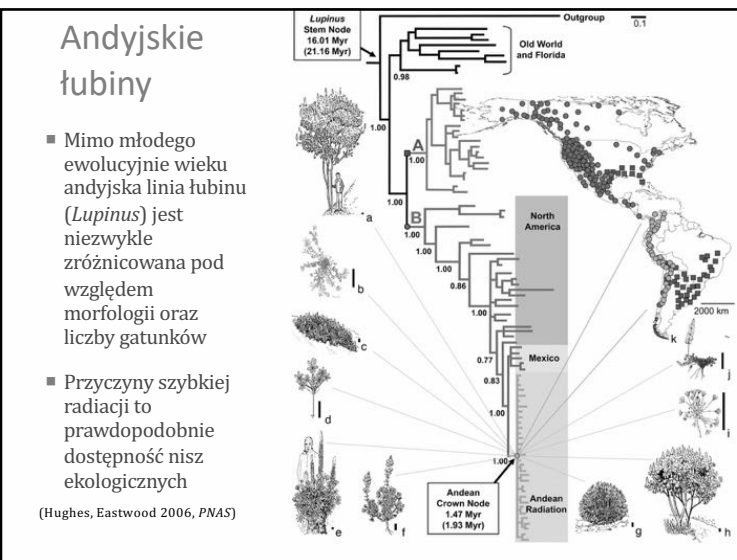 Andyjskie
łubiny
▪ Mimo młodego
ewolucyjnie wieku
andyjska linia łubinu
(Lupinus) jest
niezwykle
zróżnicowana pod
względem
morfologii oraz
liczby gatunków
▪ Przyczyny szybkiej
radiacji to
prawdopodobnie
dostępność nisz
ekologicznych
(Hughes, Eastwood 2006, PNAS)
Lupinus
Stem Node
16.01 Myr
(21.16 Myr)
Outgroup
0.1
Old World
and Florida
0.98
1.00
A
1.00
1.00
B
1.00
1.00
0.86
1.00
North
America
0.77
Mexico
0.83
1.00
1.00
Andean
Crown Node
1.47 Myr
(1.93 Myr)
Andean
Radiation
2000 km
a
b
c
d
e
f
g
h
i
j
k